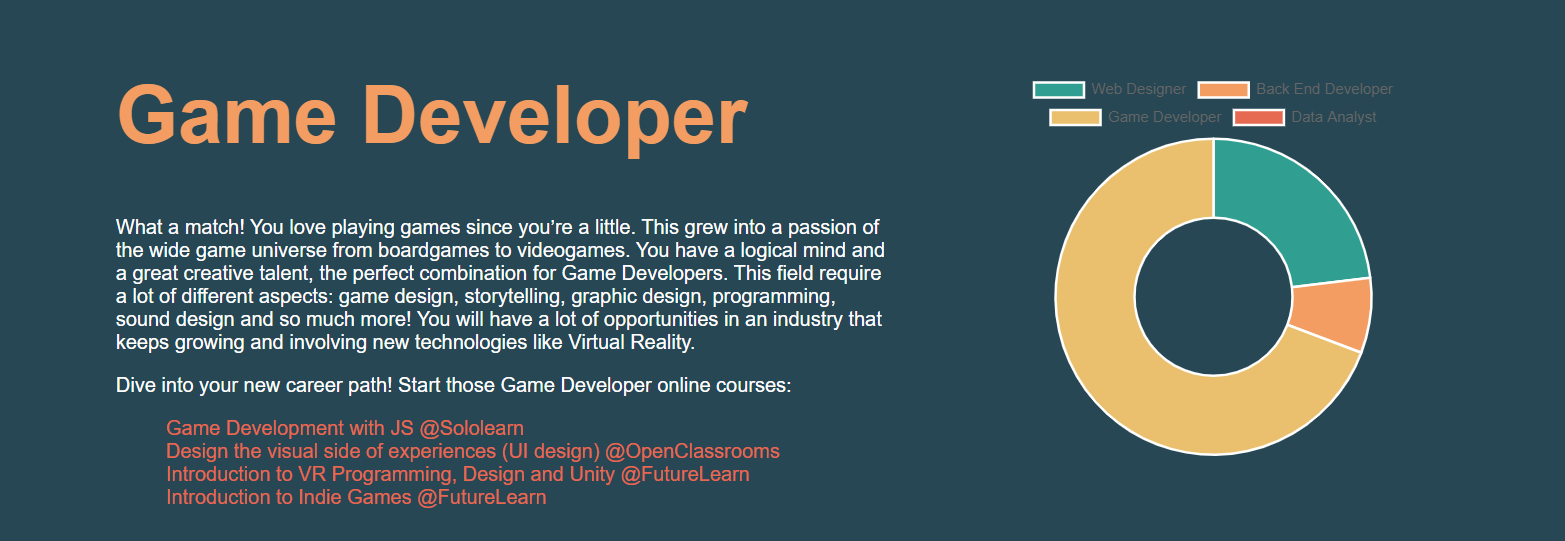 Game Developer
What a match! You love playing games since you’re a little. This grew into a passion of
the wide game universe from boardgames to videogames. You have a logical mind and
a great creative talent, the perfect combination for Game Developers. This field require
a lot of different aspects: game design, storytelling, graphic design, programming,
sound design and so much more! You will have a lot of opportunities in an industry that
keeps growing and involving new technologies like Virtual Reality.
Dive into your new career path! Start those Game Developer online courses:
Game Development with JS @Sololearn
Design the visual side of experiences (UI design) @OpenClassrooms
Introduction to VR Programming, Design and Unity @FutureLearn
Introduction to Indie Games @FutureLearn
Web Designer Back End Developer
Game Developer Data Analyst